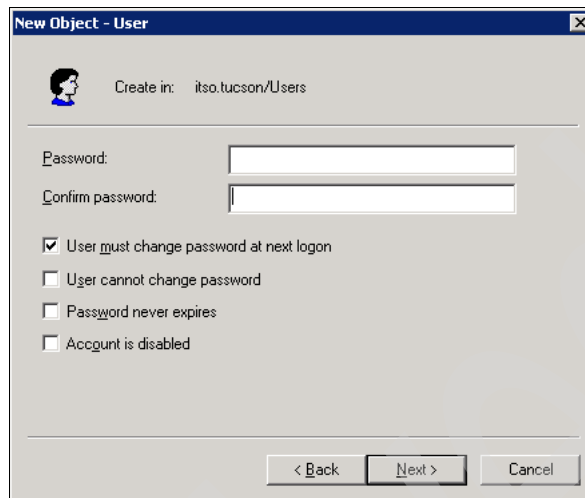 New Object - User
Create in: itso.tucson/Users
Password:
Confirm password:
User must change password at next logon
User cannot change password
Password never expires
Account is disabled
< Back Next > Cancel